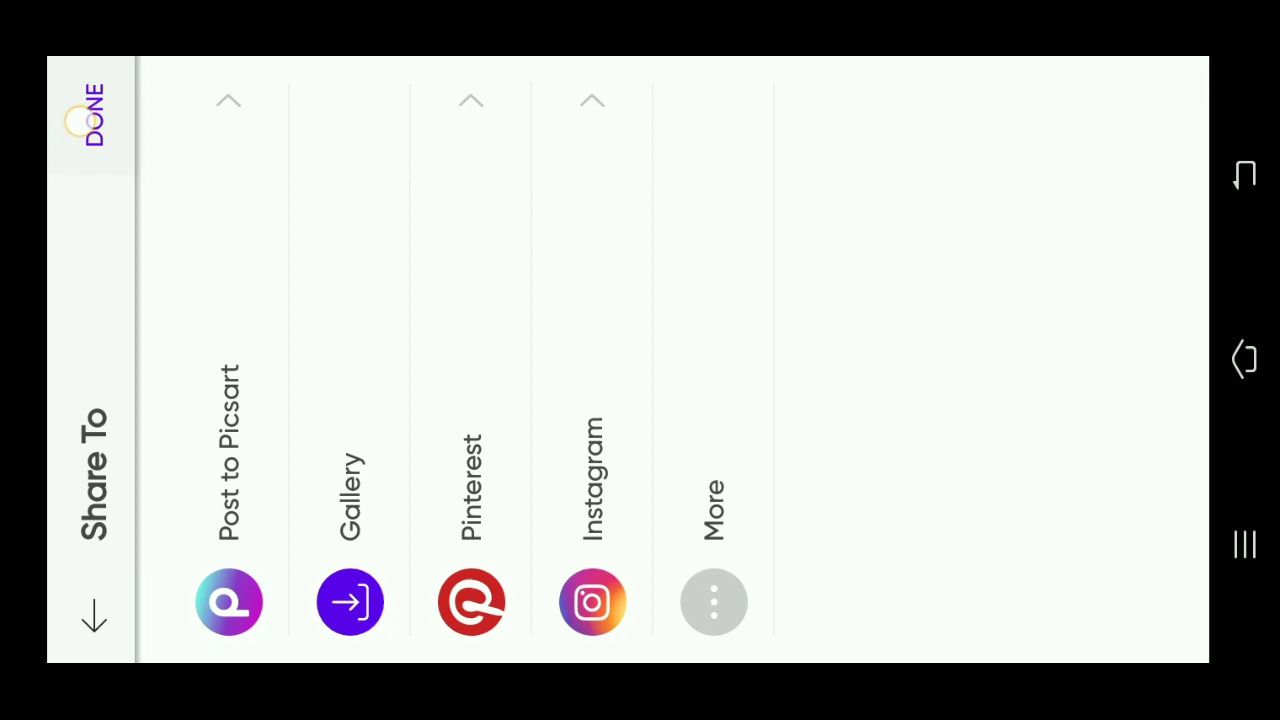 Share To
DONE
Post to Picsart
Gallery
Pinterest
Instagram
More